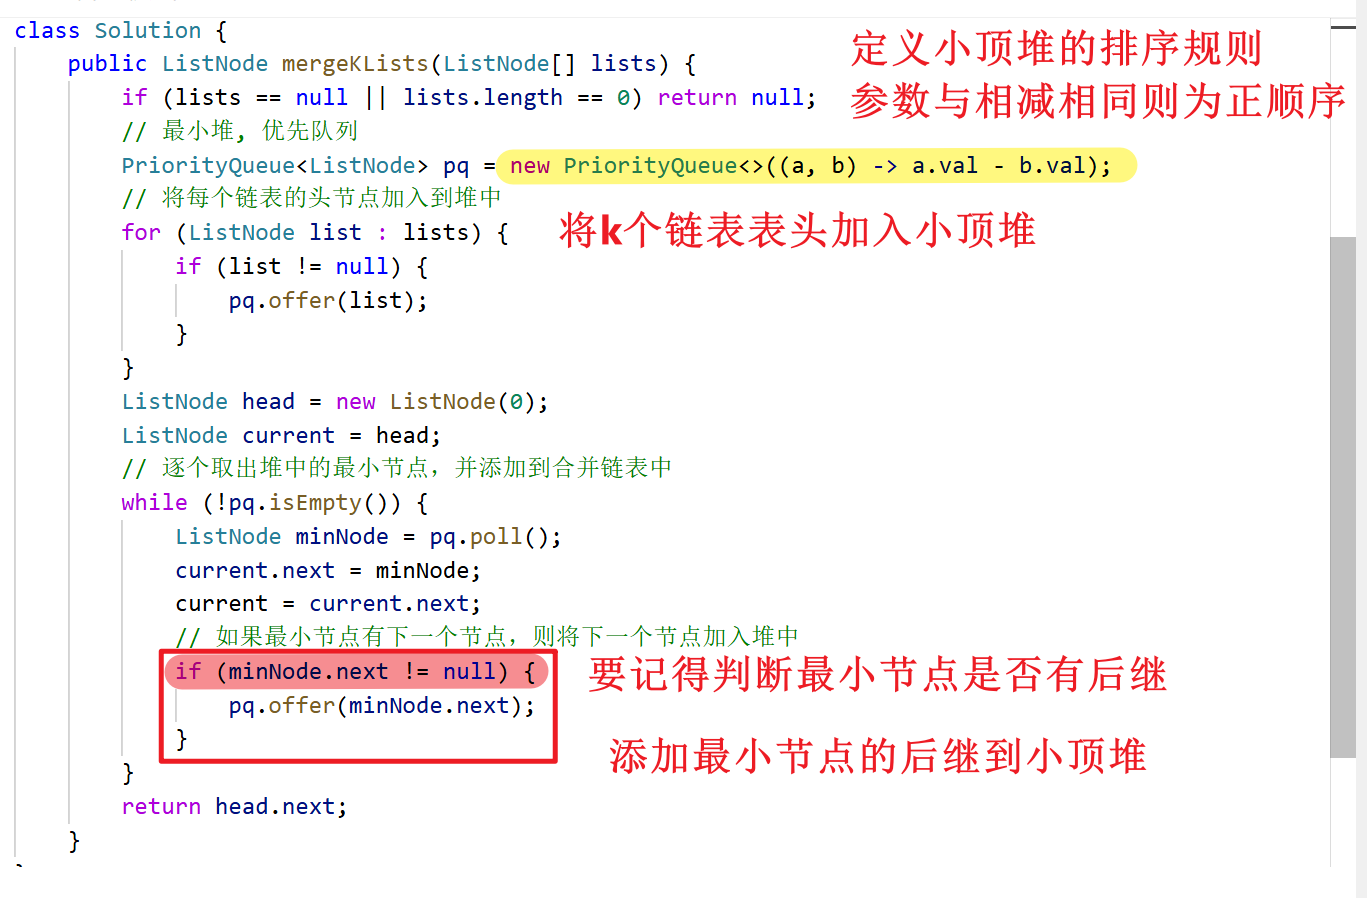 class Solution {
public ListNode mergeKLists(ListNode[] lists) {
定义小顶堆的排序规则
if (lists == null || lists.length == 0) return null;
参数与相减相同则为正顺序
// 最小堆, 优先队列
PriorityQueue<ListNode> pq = new PriorityQueue<>((a, b) -> a.val - b.val);
// 将每个链表的头节点加入到堆中
for (ListNode list : lists) {
将k个链表表头加入小顶堆
if (list != null) {
pq.offer(list);
}
}
ListNode head = new ListNode(0);
ListNode current = head;
// 逐个取出堆中的最小节点，并添加到合并链表中
while (!pq.isEmpty()) {
ListNode minNode = pq.poll();
current.next = minNode;
current = current.next;
// 如果最小节点有下一个节点，则将下一个节点加入堆中
if (minNode.next != null) {
要记得判断最小节点是否有后继
pq.offer(minNode.next);
}
添加最小节点的后继到小顶堆
}
return head.next;
}